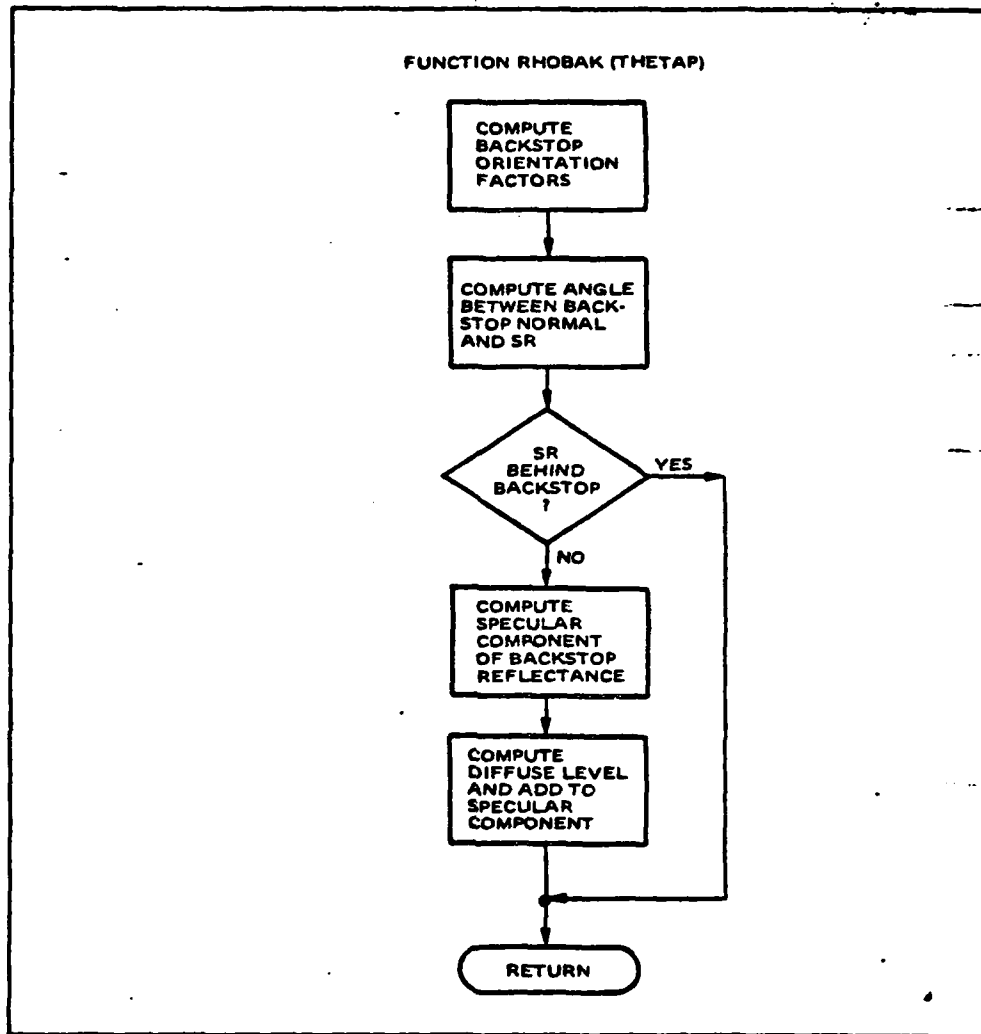 FUNCTION RHOBAK (THETAP)
COMPUTE
BACKSTOP
ORIENTATION
FACTORS
COMPUTE ANGLE
BETWEEN BACK-
STOP NORMAL
AND SR
SR
BEHIND
BACKSTOP
?
YES
NO
COMPUTE
SPECULAR
COMPONENT
OF BACKSTOP
REFLECTANCE
COMPUTE
DIFFUSE LEVEL
AND ADD TO
SPECULAR
COMPONENT
RETURN